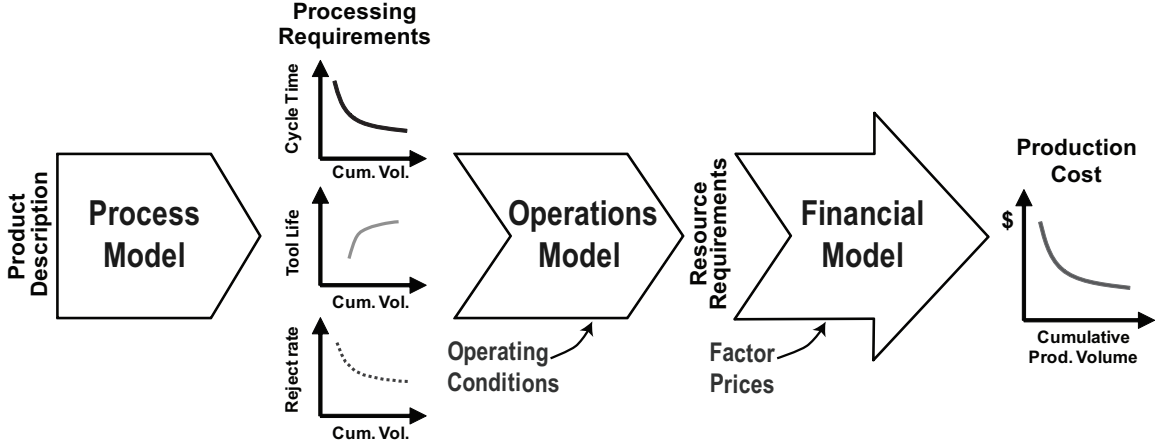 Product
Description
Process
Model
Processing
Requirements
Cycle Time
Cum. Vol.
Tool Life
Cum. Vol.
Reject rate
Cum. Vol.
Operations
Model
Operating
Conditions
Resource
Requirements
Financial
Model
Factor
Prices
Production
Cost
$
Cumulative
Prod. Volume